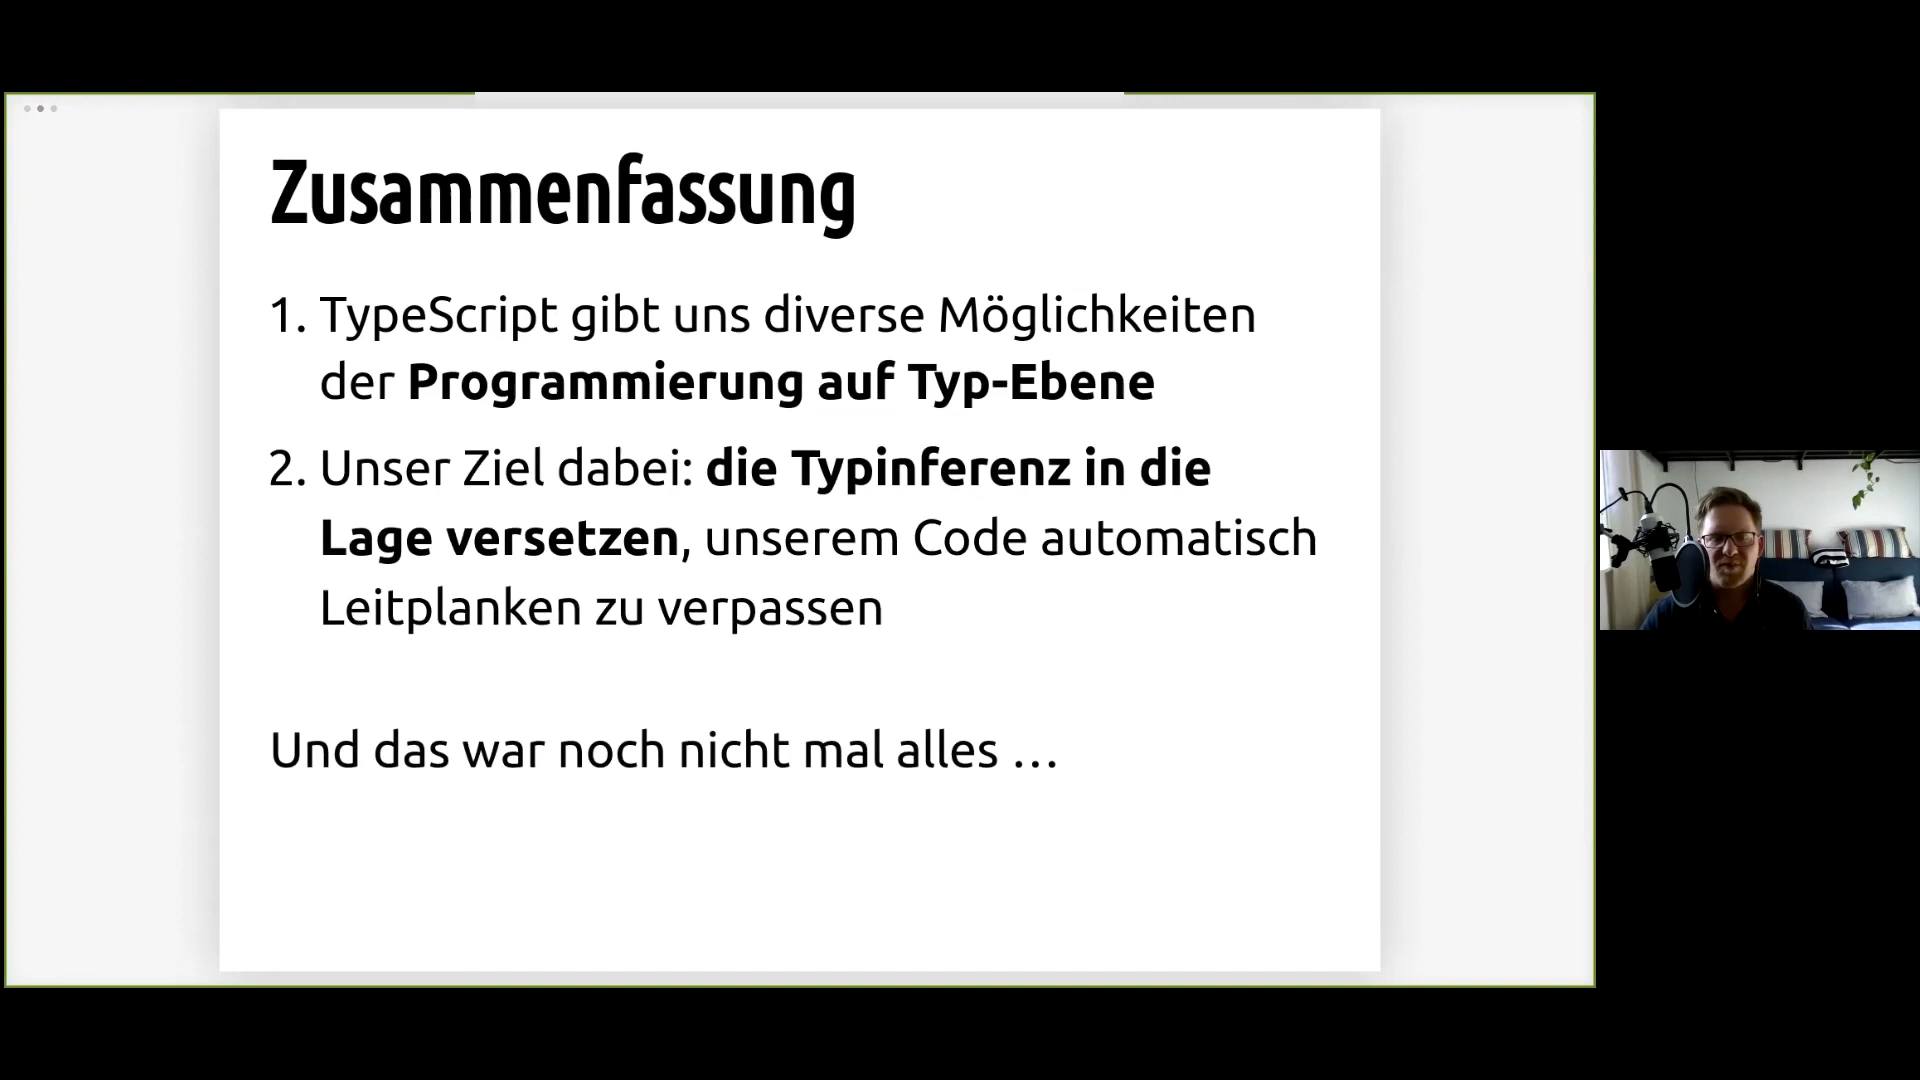 Zusammenfassung
1. TypeScript gibt uns diverse Möglichkeiten
der Programmierung auf Typ-Ebene
2. Unser Ziel dabei: die Typinferenz in die
Lage versetzen, unserem Code automatisch
Leitplanken zu verpassen
Und das war noch nicht mal alles …